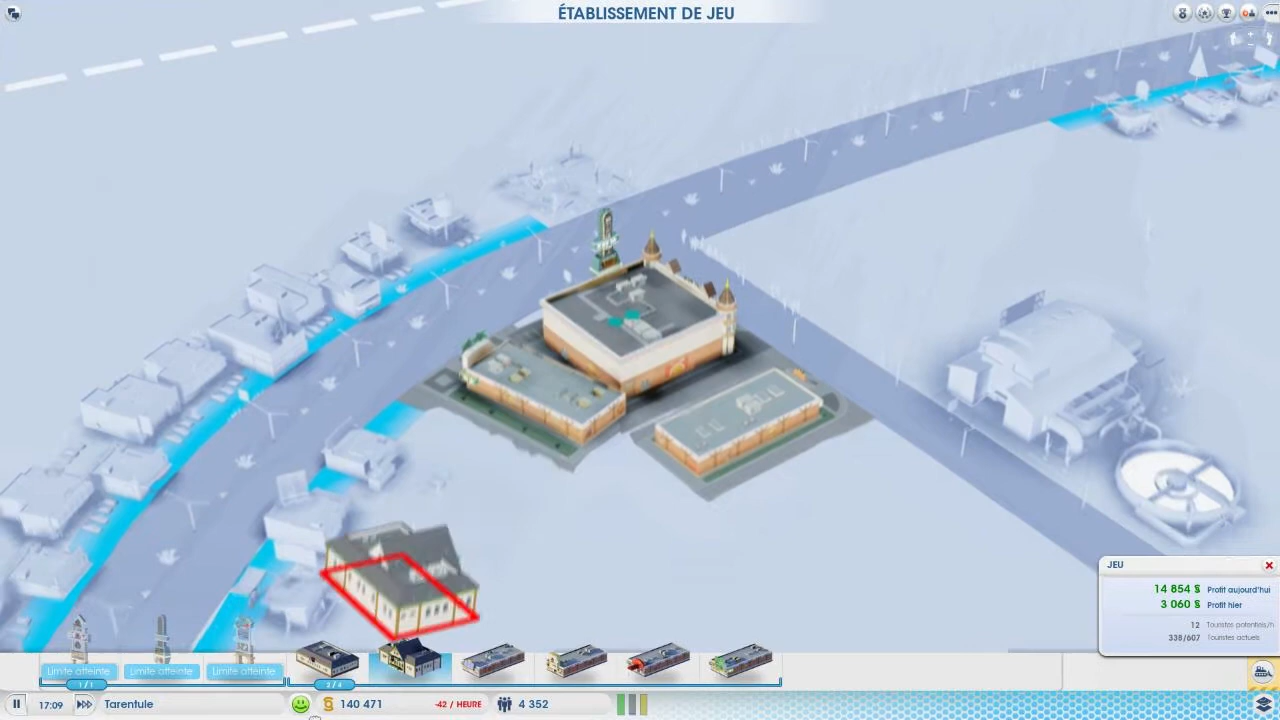 ÉTABLISSEMENT DE JEU
JEU
14 854 $ Profit aujourd'hui
3 060 $ Profit hier
12 Touristes potentiels/h
338/607 Touristes actuels
Limite atteinte Limite atteinte Limite atteinte
1/1 2/4
17:09 Tarentule 140 471 -42 / HEURE 4 352